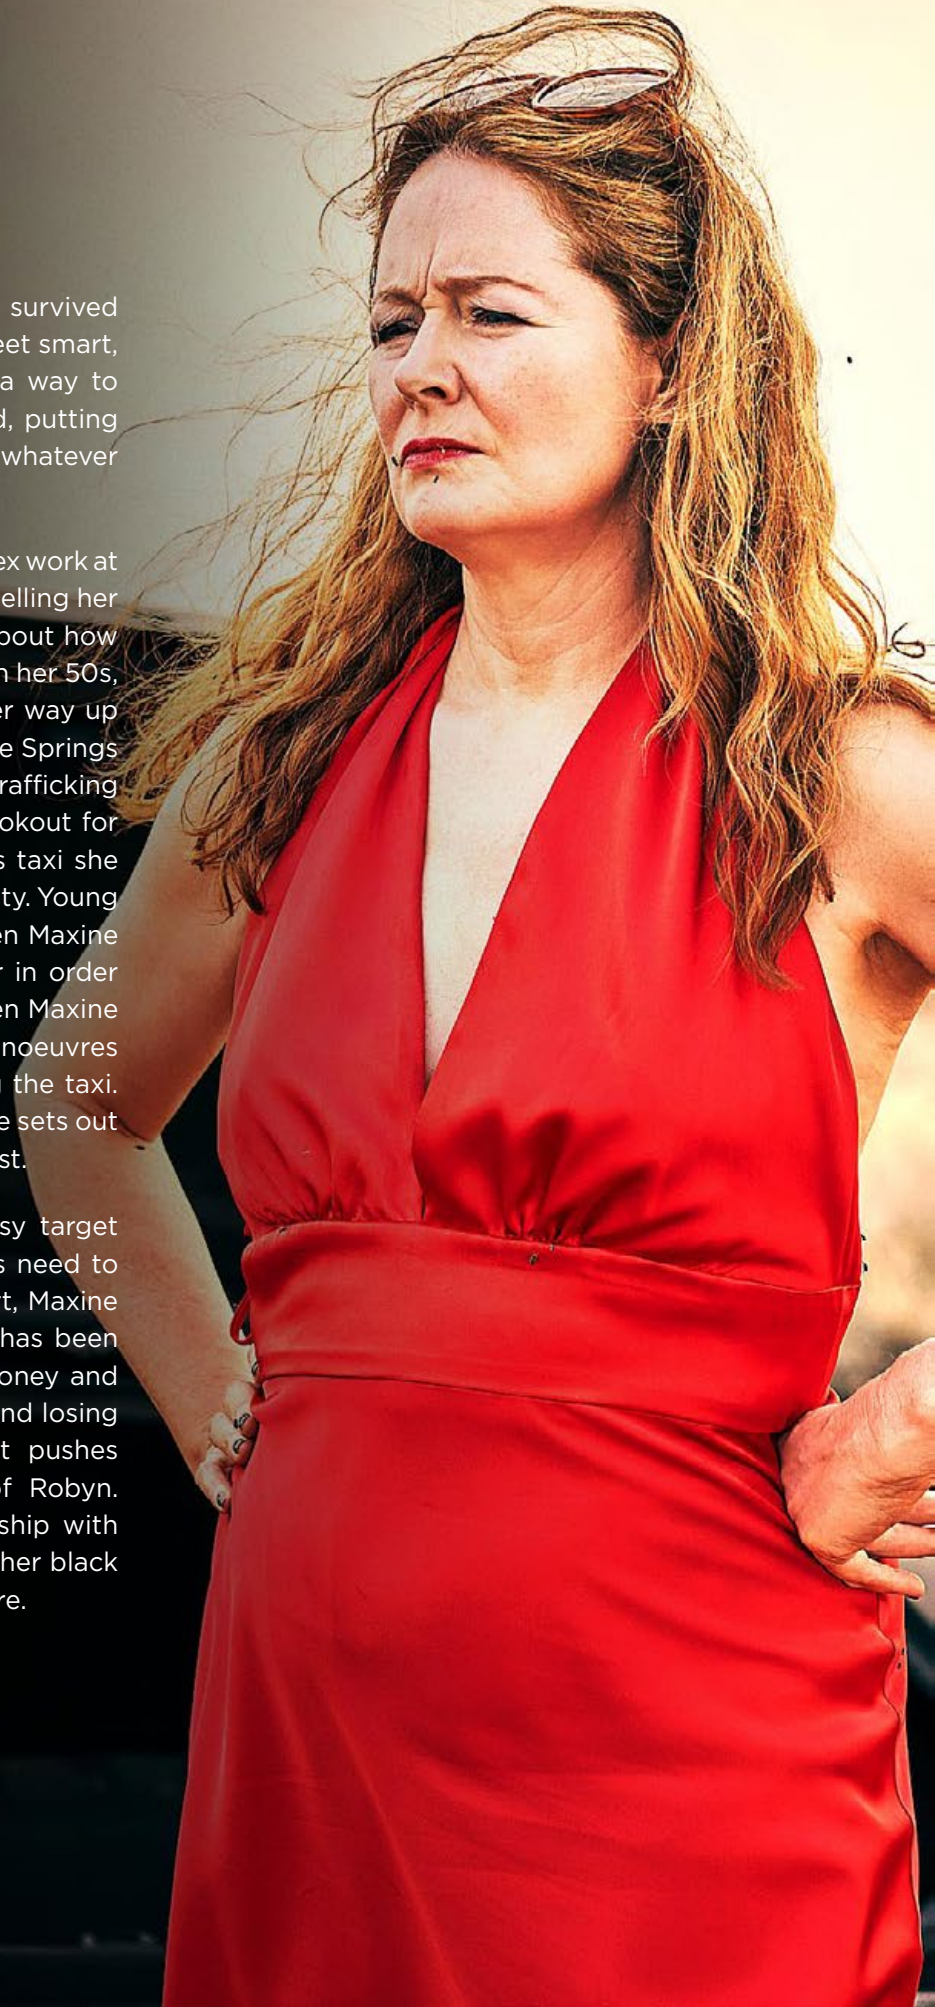 survived
eet smart,
a way to
d, putting
whatever
ex work at
elling her
bout how
n her 50s,
er way up
e Springs
rafficking
okout for
s taxi she
ty. Young
en Maxine
r in order
en Maxine
noeuvres
g the taxi.
e sets out
st.
sy target
s need to
rt, Maxine
has been
oney and
nd losing
t pushes
of Robyn.
ship with
her black
re.